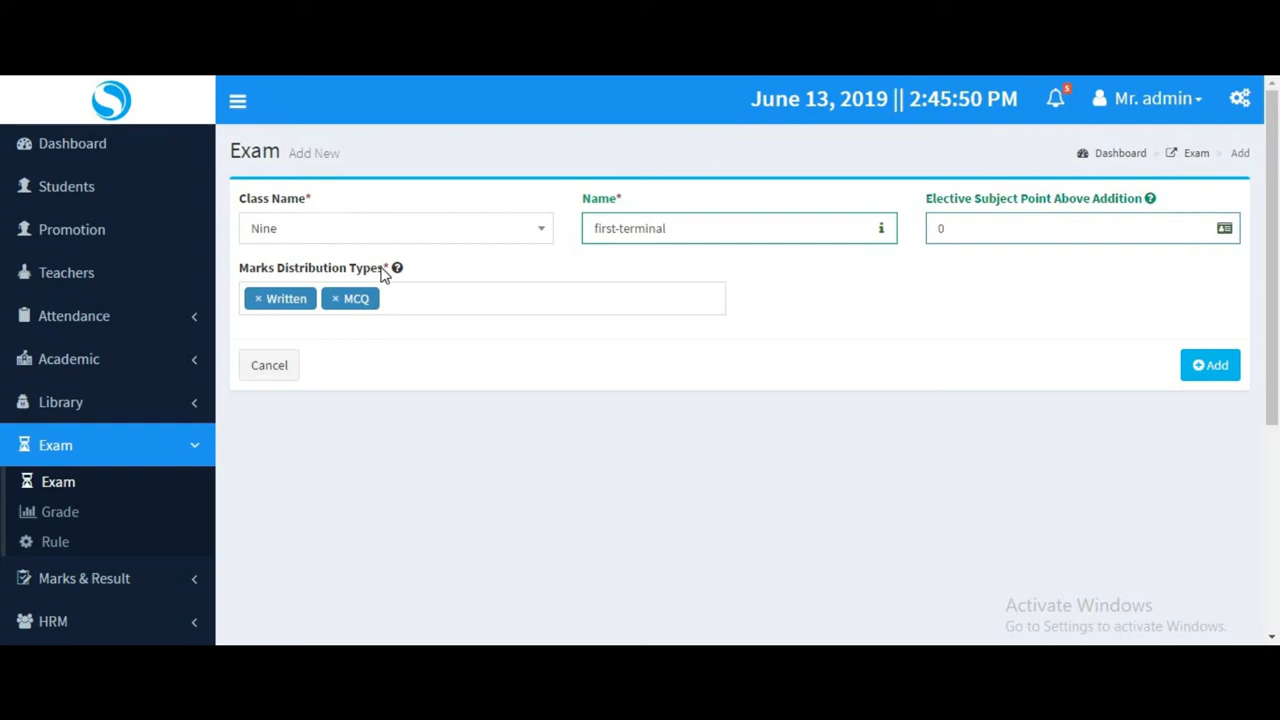 June 13, 2019 || 2:45:50 PM
5
Mr. admin
Dashboard
Students
Promotion
Teachers
Attendance
Academic
Library
Exam
Exam
Grade
Rule
Marks & Result
HRM
Exam Add New
Dashboard > Exam > Add
Class Name*
Nine
Name*
first-terminal
Elective Subject Point Above Addition
0
Marks Distribution Types*
× Written × MCQ
Cancel
Add
Activate Windows
Go to Settings to activate Windows.